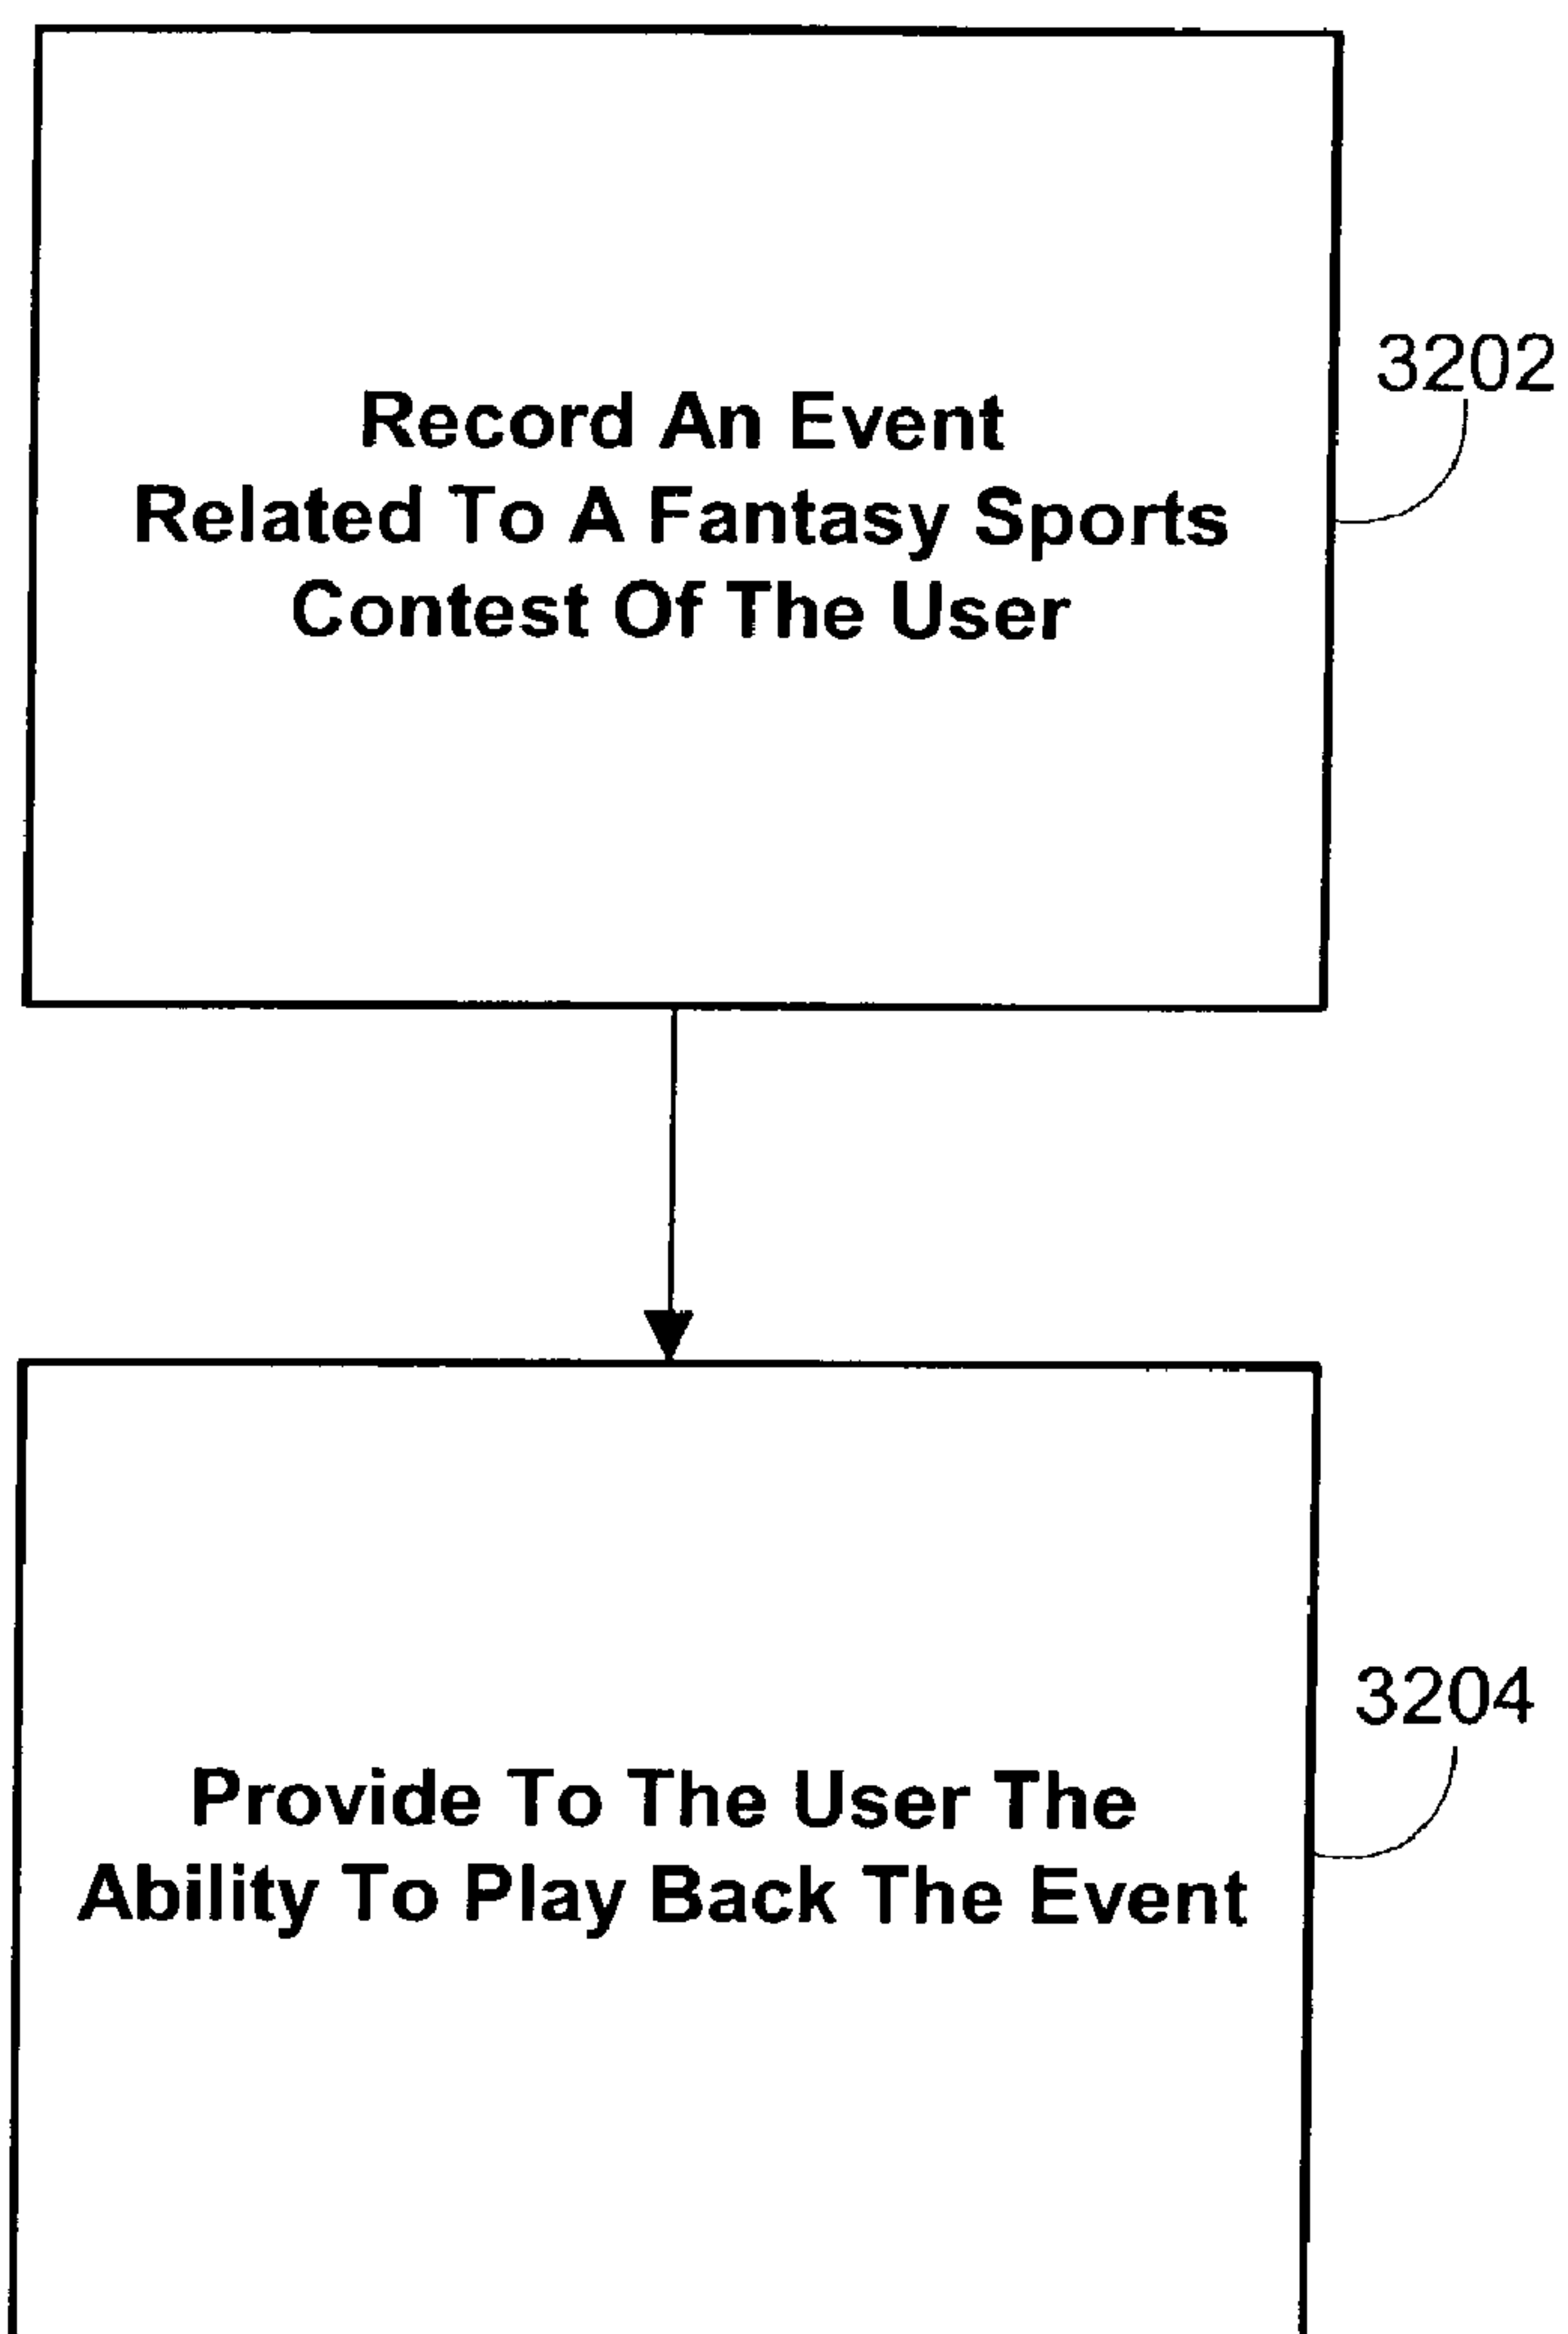 Record An Event
Related To A Fantasy Sports
Contest Of The User
3202
Provide To The User The
Ability To Play Back The Event
3204